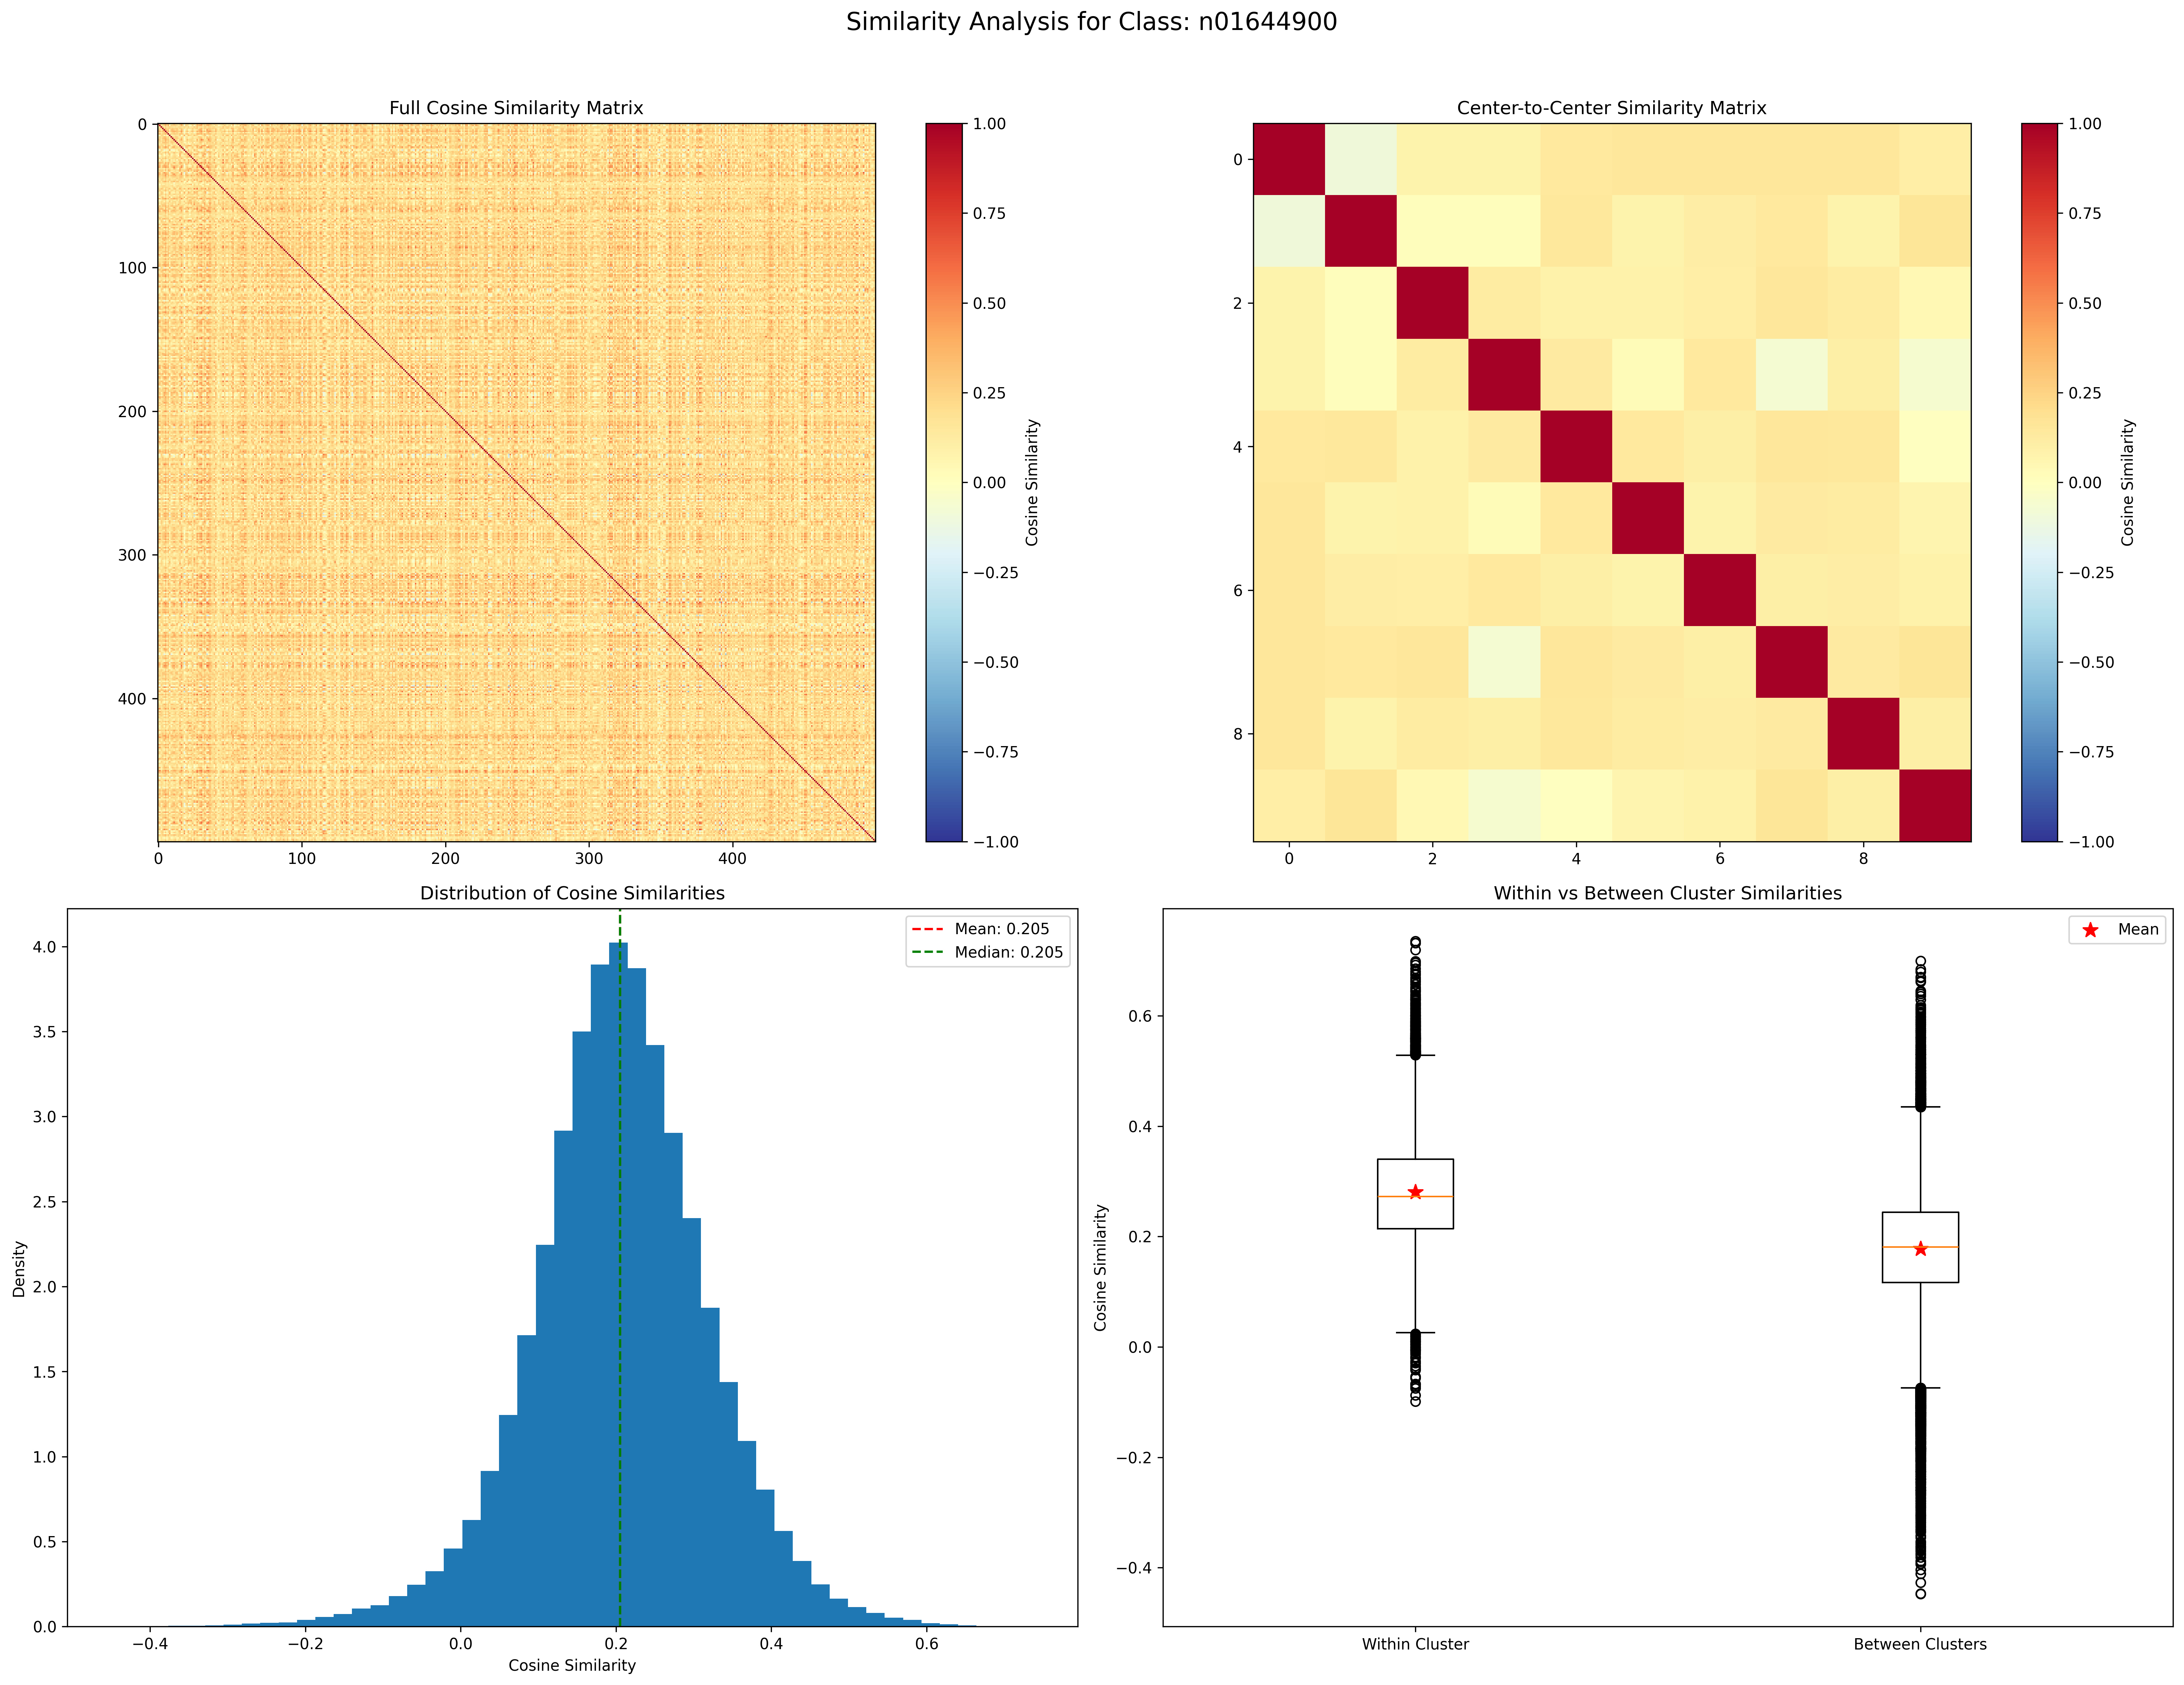 Similarity Analysis for Class: n01644900
Full Cosine Similarity Matrix
0
100
200
300
400
0 100 200 300 400
1.00
0.75
0.50
0.25
0.00
−0.25
−0.50
−0.75
−1.00
Cosine Similarity
Center-to-Center Similarity Matrix
0
2
4
6
8
0 2 4 6 8
1.00
0.75
0.50
0.25
0.00
−0.25
−0.50
−0.75
−1.00
Cosine Similarity
Distribution of Cosine Similarities
Mean: 0.205
Median: 0.205
4.0
3.5
3.0
2.5
2.0
1.5
1.0
0.5
0.0
Density
−0.4 −0.2 0.0 0.2 0.4 0.6
Cosine Similarity
Within vs Between Cluster Similarities
Mean
0.6
0.4
0.2
0.0
−0.2
−0.4
Cosine Similarity
Within Cluster Between Clusters